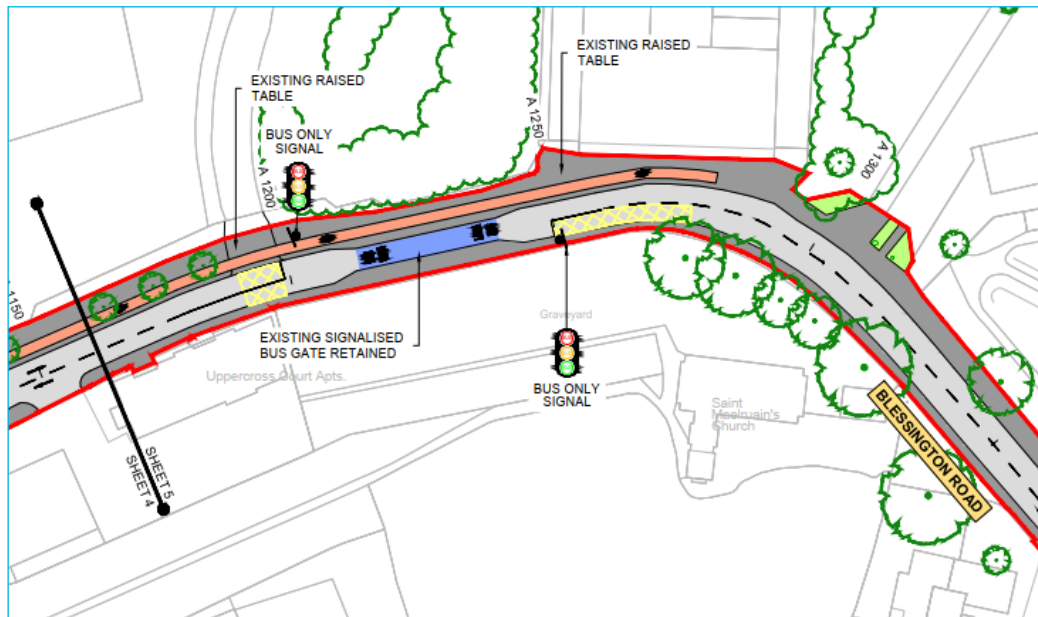 EXISTING RAISED
TABLE
EXISTING RAISED
TABLE
BUS ONLY
SIGNAL
A 1250
A 1300
A 1200
A 1150
EXISTING SIGNALISED
BUS GATE RETAINED
Graveyard
BUS ONLY
SIGNAL
Uppercross Court Apts.
Saint
Maelruain's
Church
BLESSINGTON ROAD
SHEET 5
SHEET 4